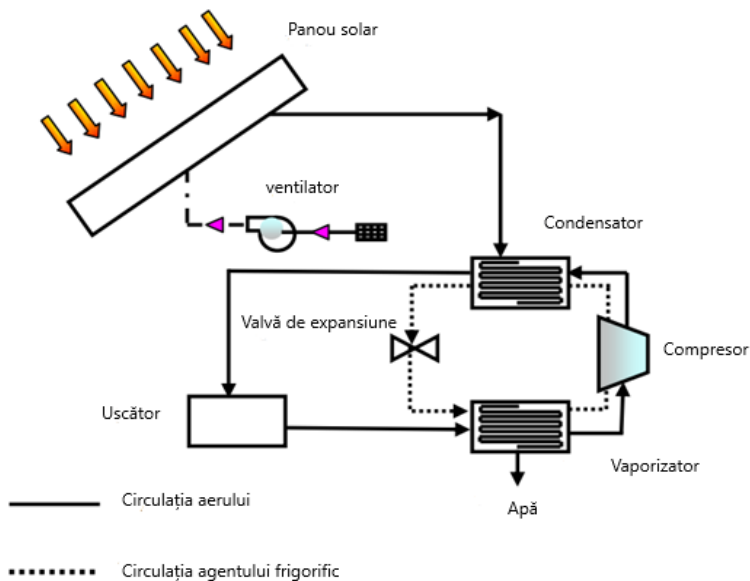 Panou solar
ventilator
Condensator
Valvă de expansiune
Compresor
Uscător
Vaporizator
Apă
Circulația aerului
Circulația agentului frigorific